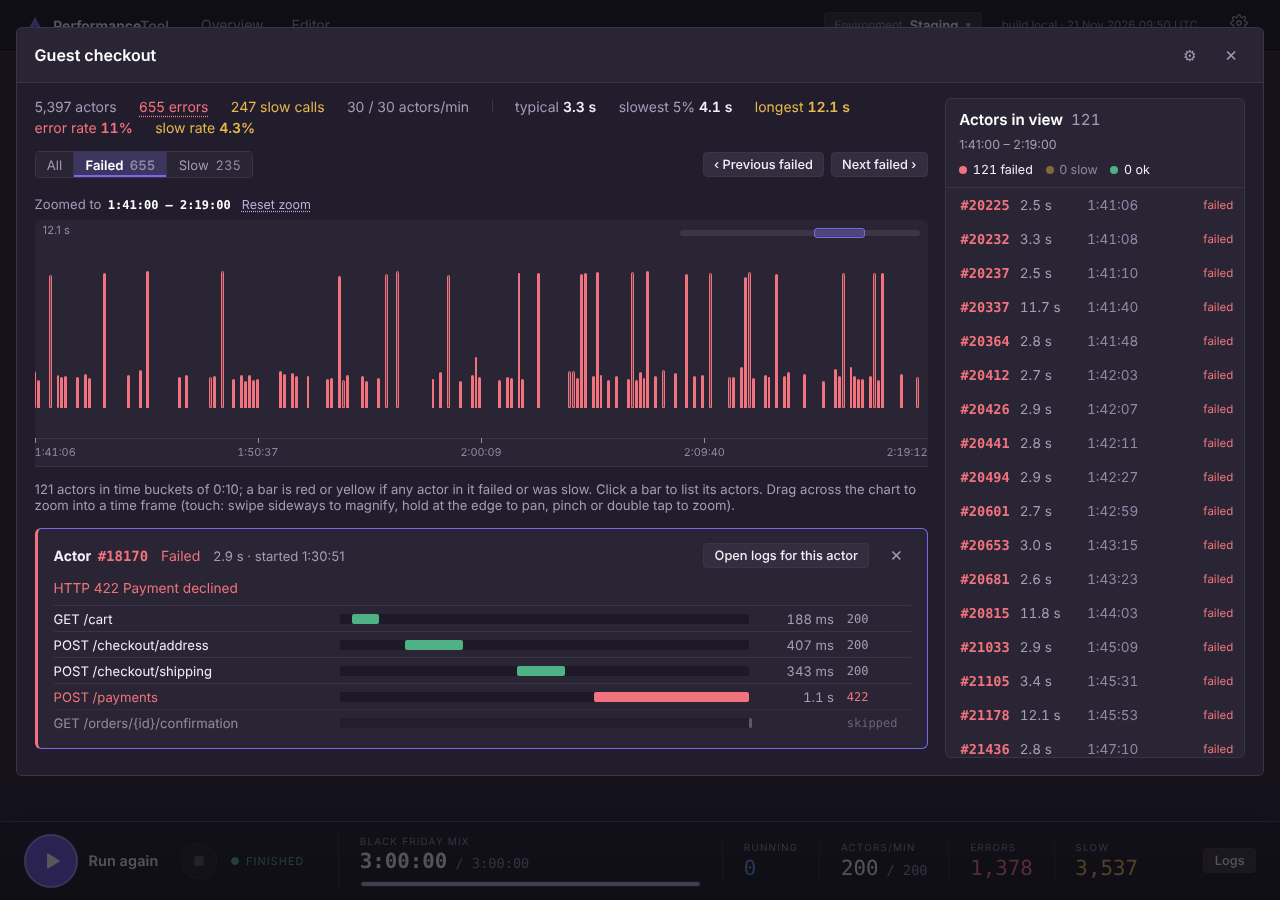 PerformanceTool Overview Editor Environment Staging ▾ build local · 21 Nov 2026 09:50 UTC
Guest checkout
5,397 actors 655 errors 247 slow calls 30 / 30 actors/min typical 3.3 s slowest 5% 4.1 s longest 12.1 s
error rate 11% slow rate 4.3%
All Failed 655 Slow 235 ‹ Previous failed Next failed ›
Zoomed to 1:41:00 – 2:19:00 Reset zoom
12.1 s
1:41:06 1:50:37 2:00:09 2:09:40 2:19:12
121 actors in time buckets of 0:10; a bar is red or yellow if any actor in it failed or was slow. Click a bar to list its actors. Drag across the chart to
zoom into a time frame (touch: swipe sideways to magnify, hold at the edge to pan, pinch or double tap to zoom).
Actor #18170 Failed 2.9 s · started 1:30:51 Open logs for this actor ✕
HTTP 422 Payment declined
GET /cart 188 ms 200
POST /checkout/address 407 ms 200
POST /checkout/shipping 343 ms 200
POST /payments 1.1 s 422
GET /orders/{id}/confirmation skipped
Actors in view 121
1:41:00 – 2:19:00
121 failed 0 slow 0 ok
#20225 2.5 s 1:41:06 failed
#20232 3.3 s 1:41:08 failed
#20237 2.5 s 1:41:10 failed
#20337 11.7 s 1:41:40 failed
#20364 2.8 s 1:41:48 failed
#20412 2.7 s 1:42:03 failed
#20426 2.9 s 1:42:07 failed
#20441 2.8 s 1:42:11 failed
#20494 2.9 s 1:42:27 failed
#20601 2.7 s 1:42:59 failed
#20653 3.0 s 1:43:15 failed
#20681 2.6 s 1:43:23 failed
#20815 11.8 s 1:44:03 failed
#21033 2.9 s 1:45:09 failed
#21105 3.4 s 1:45:31 failed
#21178 12.1 s 1:45:53 failed
#21436 2.8 s 1:47:10 failed
Run again FINISHED
BLACK FRIDAY MIX
3:00:00 / 3:00:00
RUNNING
0
ACTORS/MIN
200 / 200
ERRORS
1,378
SLOW
3,537
Logs